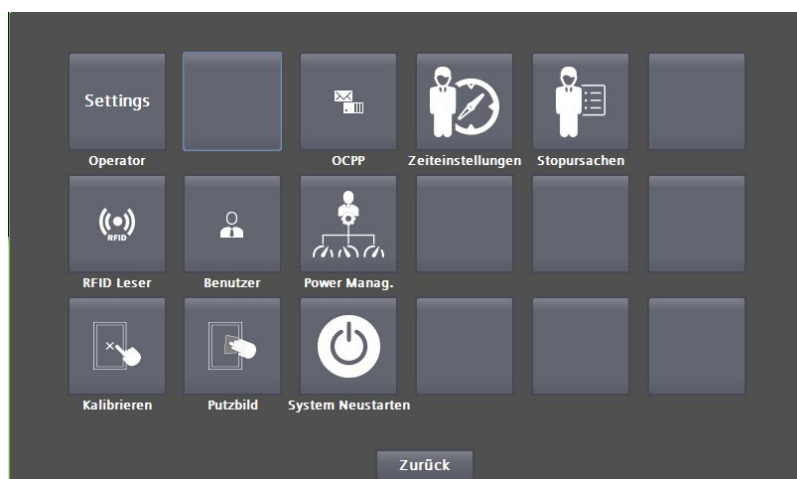 Settings
Operator
OCPP
Zeiteinstellungen
Stopursachen
RFID
RFID Leser
Benutzer
Power Manag.
Kalibrieren
Putzbild
System Neustarten
Zurück